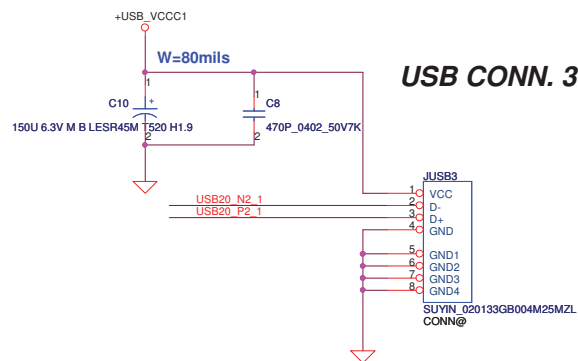 +USB_VCCC1
W=80mils
USB CONN. 3
1
C10
+
150U 6.3V M B LESR45M T520 H1.9
2
1
C8
470P_0402_50V7K
2
JUSB3
1 VCC
USB20_N2_1 2 D-
USB20_P2_1 3 D+
4 GND
5 GND1
6 GND2
7 GND3
8 GND4
SUYIN_020133GB004M25MZL
CONN@